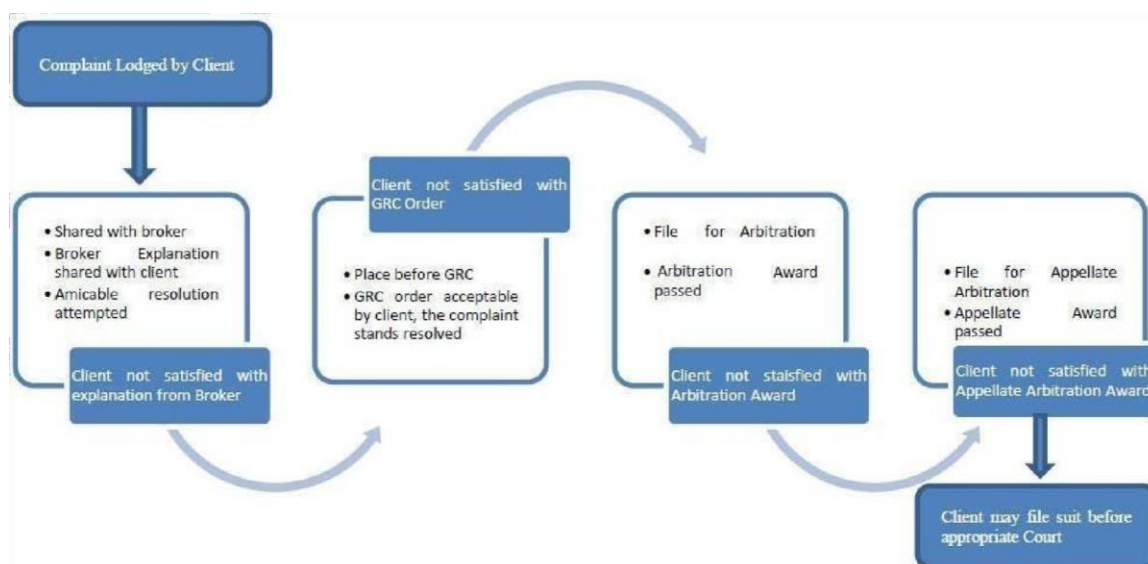 Complaint Lodged by Client
• Shared with broker
• Broker Explanation
shared with client
• Amicable resolution
attempted
Client not satisfied with
explanation from Broker
Client not satisfied with
GRC Order
• Place before GRC
• GRC order acceptable
by client, the complaint
stands resolved
• File for Arbitration
• Arbitration Award
passed
Client not staisfied with
Arbitration Award
• File for Appellate
Arbitration
• Appellate Award
passed
Client not satisfied with
Appellate Arbitration Award
Client may file suit before
appropriate Court